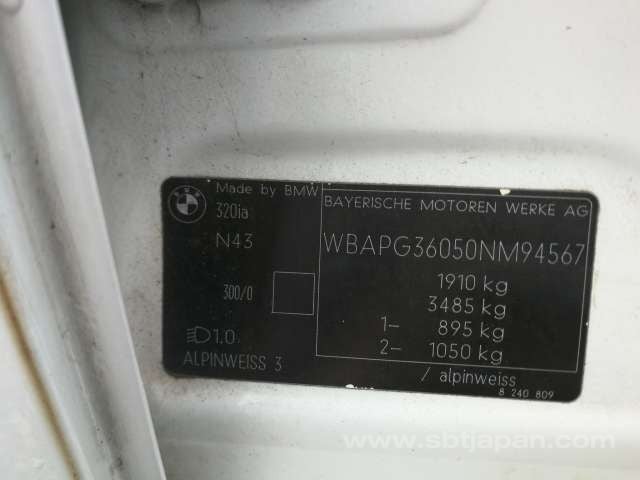 BMW
Made by BMW
320ia
N43
300/0
1.0
ALPINWEISS 3
BAYERISCHE MOTOREN WERKE AG
WBAPG36050NM94567
1910 kg
3485 kg
1- 895 kg
2- 1050 kg
/ alpinweiss
8 240 809
www.sbtjapan.com